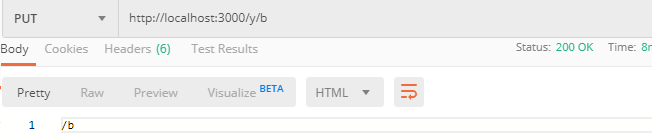 PUT http://localhost:3000/y/b
Body Cookies Headers (6) Test Results Status: 200 OK Time: 8m
Pretty Raw Preview Visualize BETA HTML
1 /b